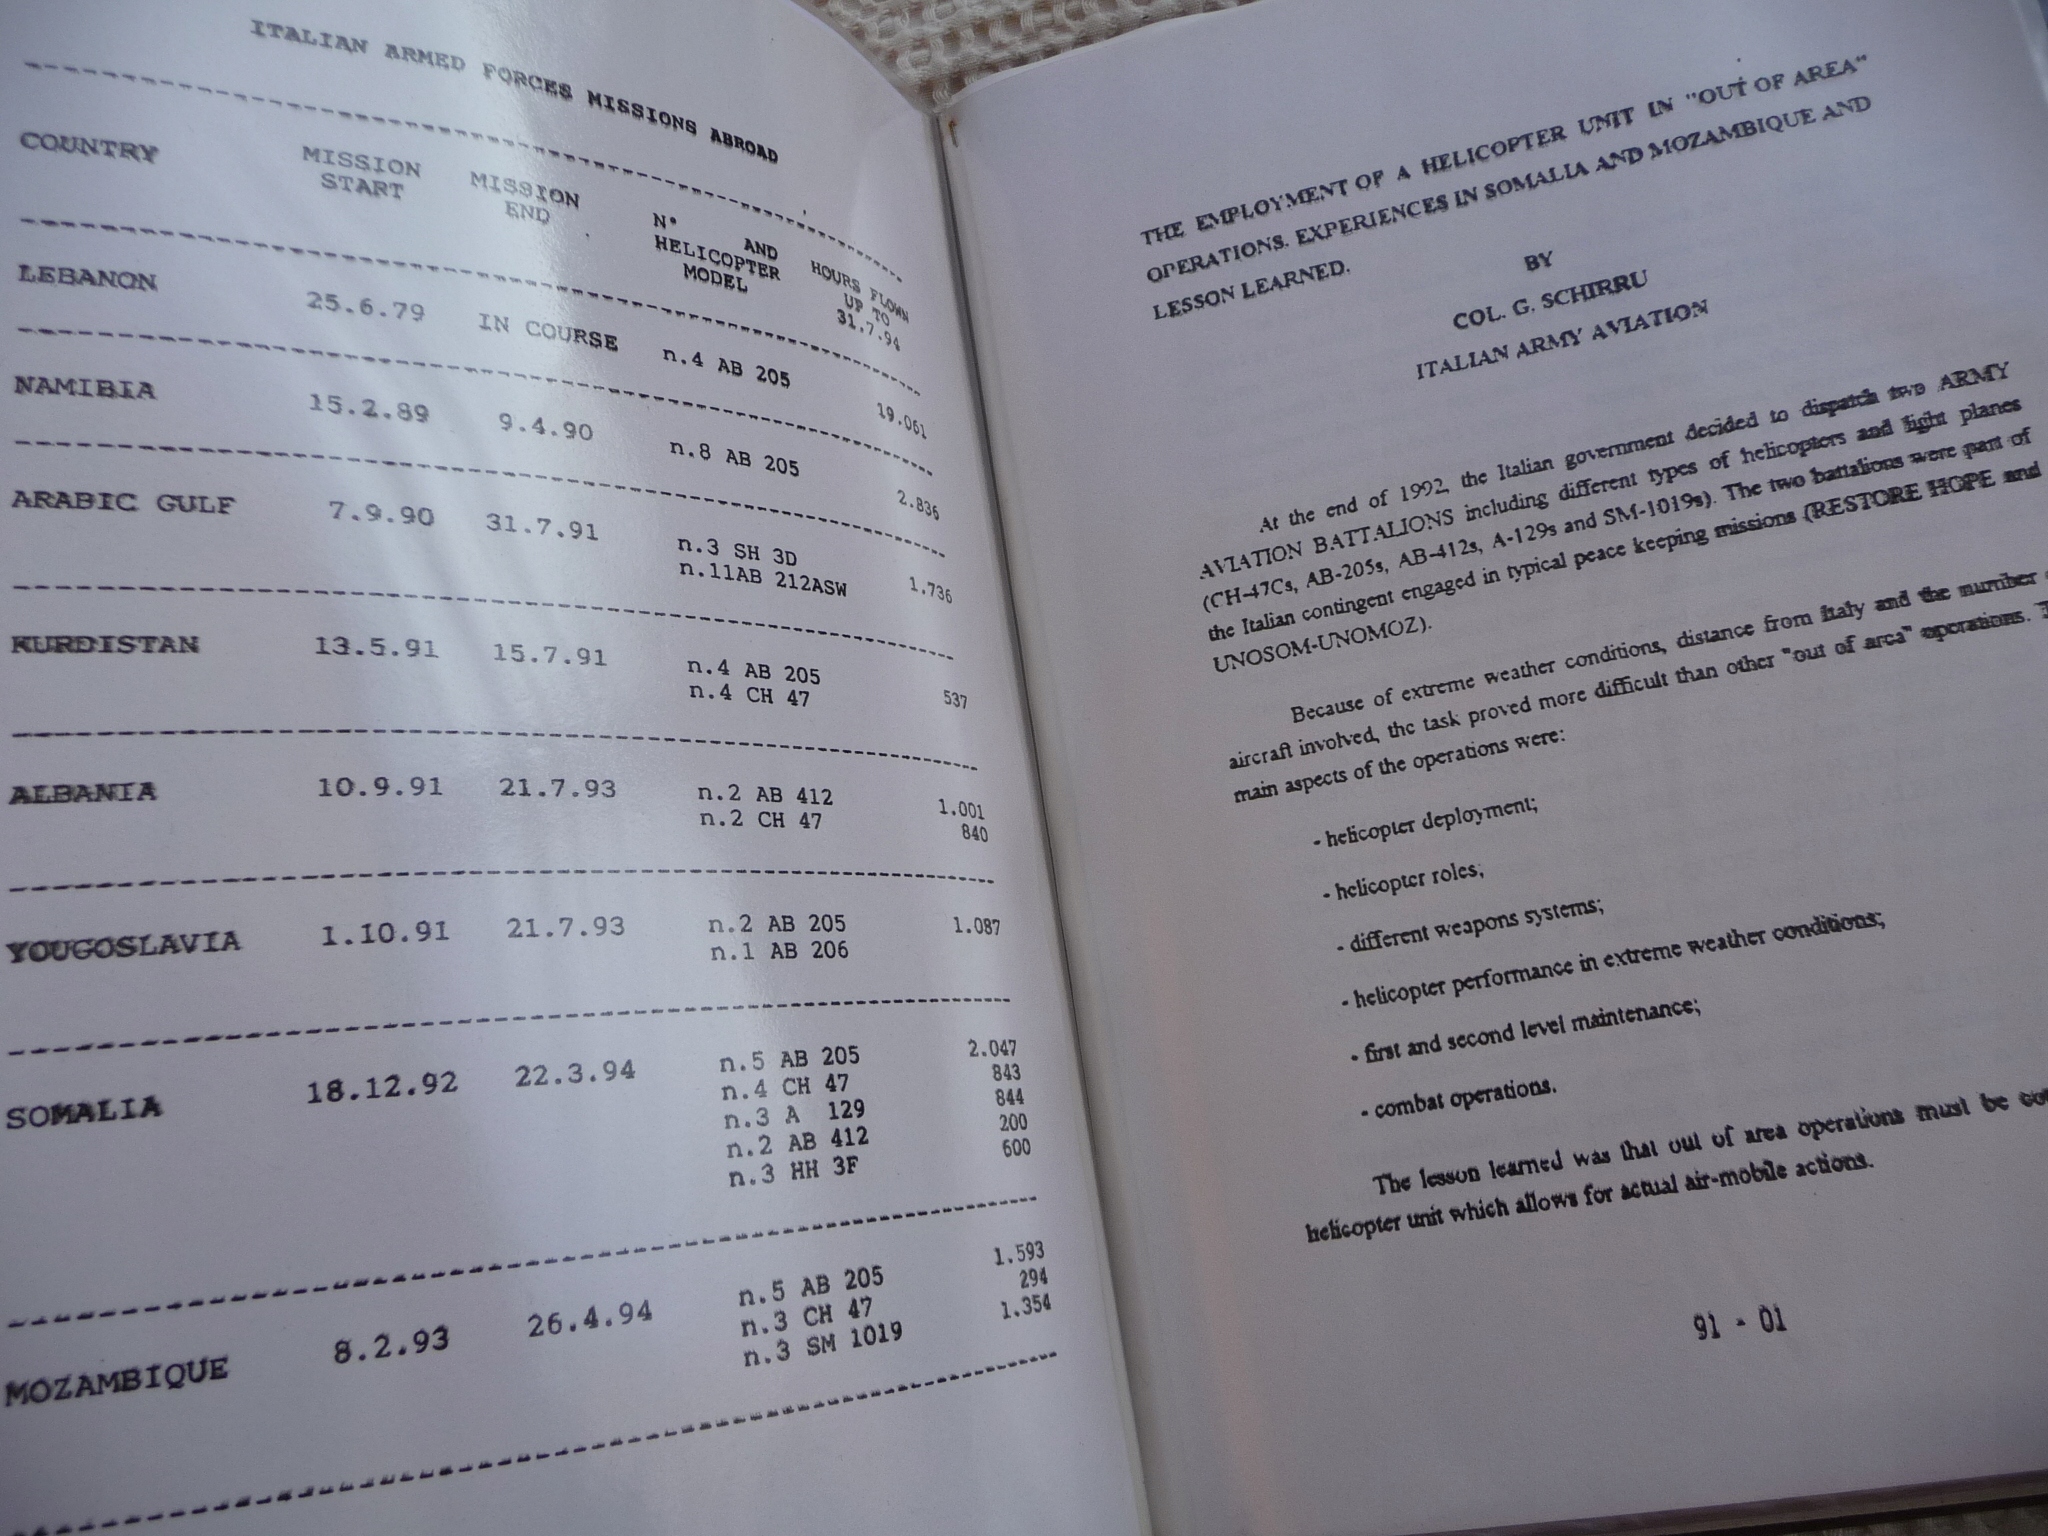 ITALIAN ARMED FORCES MISSIONS ABROAD
COUNTRY MISSION START MISSION END N° AND HELICOPTER MODEL HOURS FLOWN UP TO 31.7.94
LEBANON 25.6.79 IN COURSE n.4 AB 205 19.061
NAMIBIA 15.2.89 9.4.90 n.8 AB 205 2.836
ARABIC GULF 7.9.90 31.7.91 n.3 SH 3D
n.11AB 212ASW 1.736
KURDISTAN 13.5.91 15.7.91 n.4 AB 205
n.4 CH 47 537
ALBANIA 10.9.91 21.7.93 n.2 AB 412 1.001
n.2 CH 47 840
YOUGOSLAVIA 1.10.91 21.7.93 n.2 AB 205 1.087
n.1 AB 206
SOMALIA 18.12.92 22.3.94 n.5 AB 205 2.047
n.4 CH 47 843
n.3 A 129 844
n.2 AB 412 200
n.3 HH 3F 600
MOZAMBIQUE 8.2.93 26.4.94 n.5 AB 205 1.593
n.3 CH 47 294
n.3 SM 1019 1.354
THE EMPLOYMENT OF A HELICOPTER UNIT IN "OUT OF AREA"
OPERATIONS. EXPERIENCES IN SOMALIA AND MOZAMBIQUE AND
LESSON LEARNED.
BY
COL. G. SCHIRRU
ITALIAN ARMY AVIATION
At the end of 1992, the Italian government decided to dispatch two ARMY
AVIATION BATTALIONS including different types of helicopters and light planes
(CH-47Cs, AB-205s, AB-412s, A-129s and SM-1019s). The two battalions were part of
the Italian contingent engaged in typical peace keeping missions (RESTORE HOPE and
UNOSOM-UNOMOZ).
Because of extreme weather conditions, distance from Italy and the number
aircraft involved, the task proved more difficult than other "out of area" operations.
main aspects of the operations were:
- helicopter deployment;
- helicopter roles;
- different weapons systems;
- helicopter performance in extreme weather conditions;
- first and second level maintenance;
- combat operations.
The lesson learned was that out of area operations must be
helicopter unit which allows for actual air-mobile actions.
91 - 01